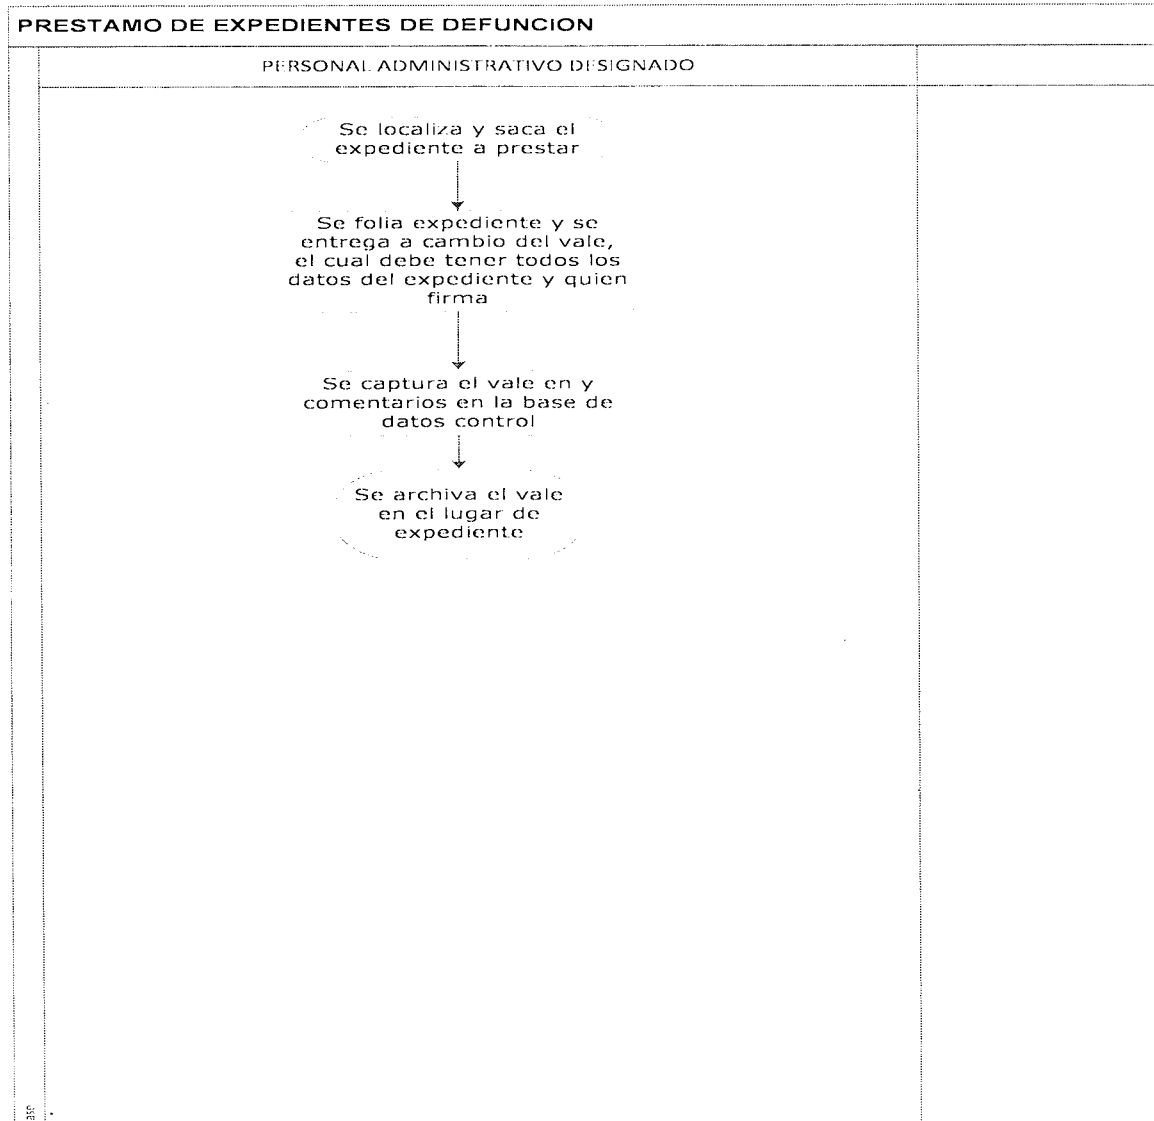 PRESTAMO DE EXPEDIENTES DE DEFUNCION
PERSONAL ADMINISTRATIVO DESIGNADO
Se localiza y saca el
expediente a prestar
Se folia expediente y se
entrega a cambio del vale,
el cual debe tener todos los
datos del expediente y quien
firma
Se captura el vale en y
comentarios en la base de
datos control
Se archiva el vale
en el lugar de
expediente